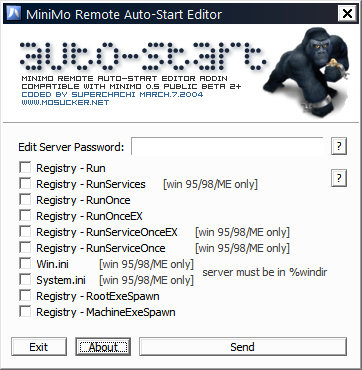 MiniMo Remote Auto-Start Editor
auto-start
MINIMO REMOTE AUTO-START EDITOR ADDIN
COMPATIBLE WITH MINIMO 0.5 PUBLIC BETA 2+
CODED BY SUPERCHACHI MARCH.7.2004
WWW.MOSUCKER.NET
Edit Server Password: ?
Registry - Run
Registry - RunServices [win 95/98/ME only] ?
Registry - RunOnce
Registry - RunOnceEX
Registry - RunServiceOnceEX [win 95/98/ME only]
Registry - RunServiceOnce [win 95/98/ME only]
Win.ini [win 95/98/ME only]
server must be in %windir
System.ini [win 95/98/ME only]
Registry - RootExeSpawn
Registry - MachineExeSpawn
Exit About Send